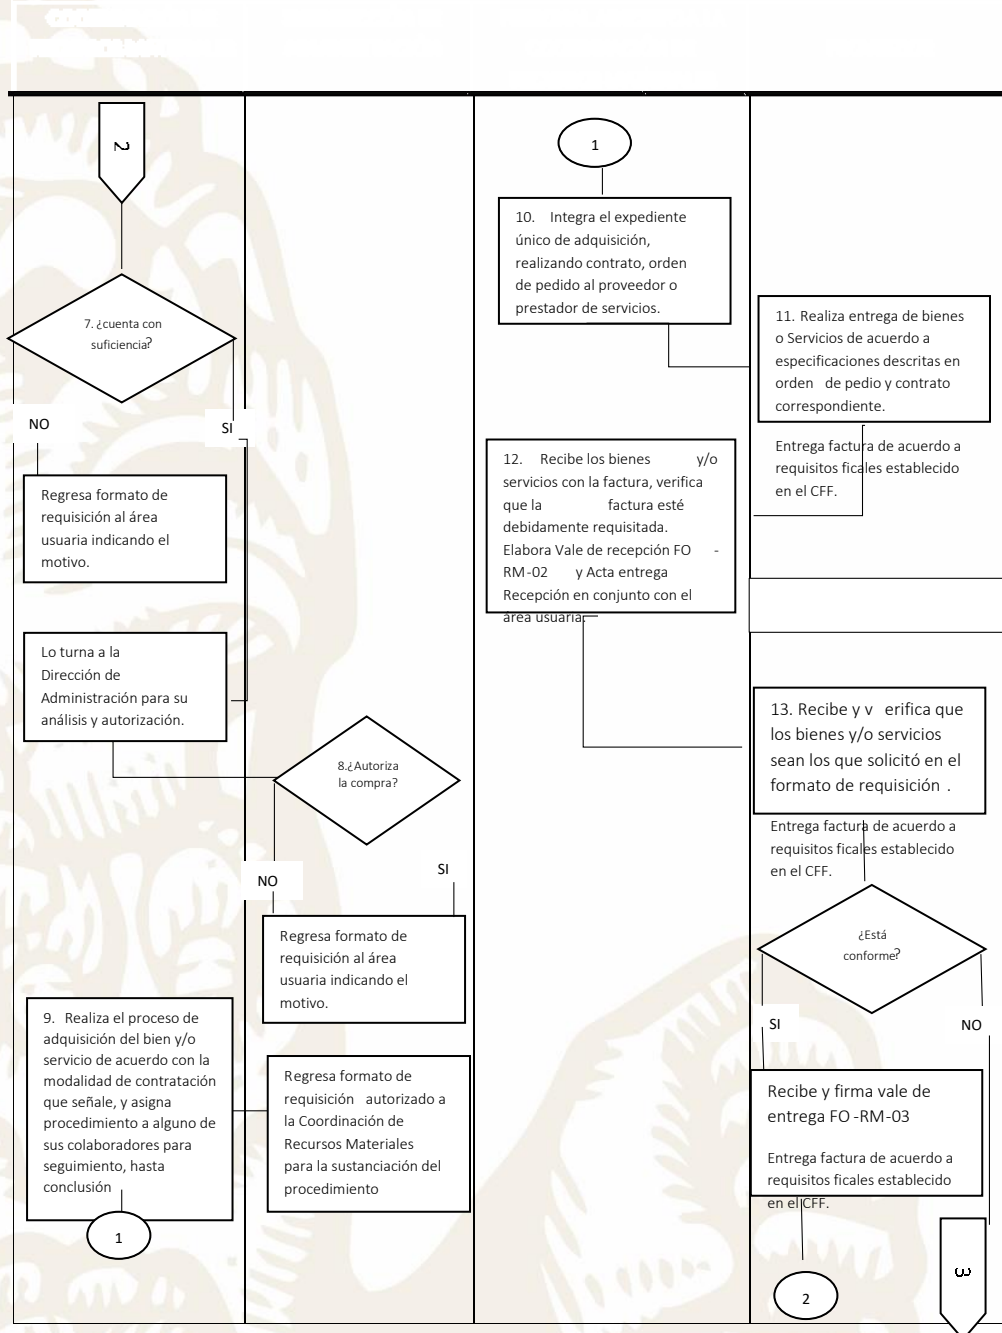 2
7. ¿cuenta con
suficiencia?
NO
SI
Regresa formato de
requisición al área
usuaria indicando el
motivo.
Lo turna a la
Dirección de
Administración para su
análisis y autorización.
8.¿Autoriza
la compra?
NO
SI
Regresa formato de
requisición al área
usuaria indicando el
motivo.
9. Realiza el proceso de
adquisición del bien y/o
servicio de acuerdo con la
modalidad de contratación
que señale, y asigna
procedimiento a alguno de
sus colaboradores para
seguimiento, hasta
conclusión
1
Regresa formato de
requisición autorizado a
la Coordinación de
Recursos Materiales
para la sustanciación del
procedimiento
1
10. Integra el expediente
único de adquisición,
realizando contrato, orden
de pedido al proveedor o
prestador de servicios.
11. Realiza entrega de bienes
o Servicios de acuerdo a
especificaciones descritas en
orden de pedio y contrato
correspondiente.
Entrega factura de acuerdo a
requisitos ficales establecido
en el CFF.
12. Recibe los bienes y/o
servicios con la factura, verifica
que la factura esté
debidamente requisitada.
Elabora Vale de recepción FO -
RM-02 y Acta entrega
Recepción en conjunto con el
área usuaria.
13. Recibe y v erifica que
los bienes y/o servicios
sean los que solicitó en el
formato de requisición .
Entrega factura de acuerdo a
requisitos ficales establecido
en el CFF.
¿Está
conforme?
SI
NO
Recibe y firma vale de
entrega FO -RM-03
Entrega factura de acuerdo a
requisitos ficales establecido
en el CFF.
2
3